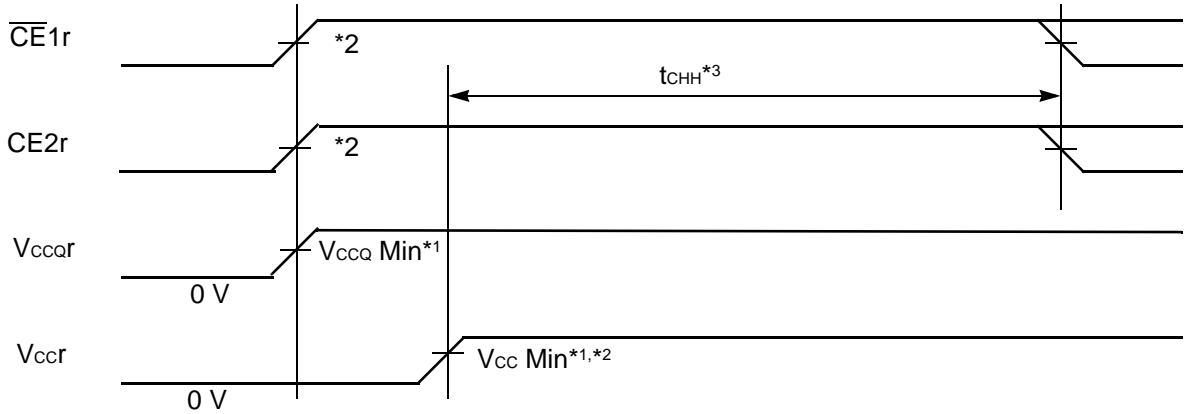 CE1r
*2
tCHH*3
CE2r
*2
VCCQr
VCCQ Min*1
0 V
VCCr
VCC Min*1,*2
0 V